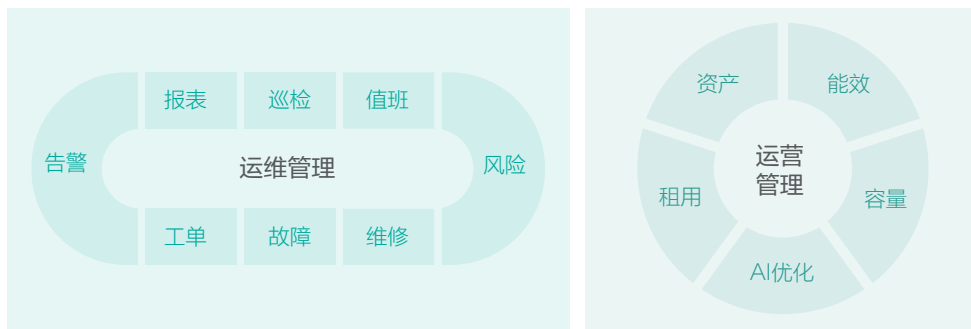 报表
巡检
值班
告警
运维管理
风险
工单
故障
维修
资产
能效
运营
管理
租用
容量
AI优化